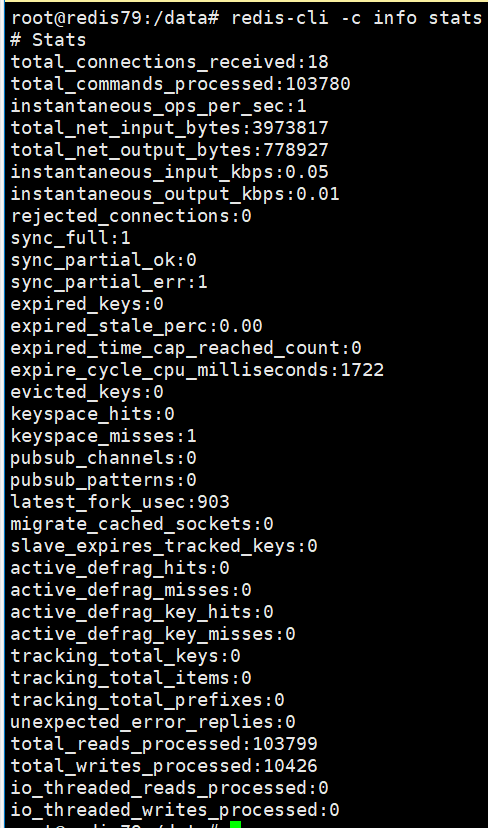 root@redis79:/data# redis-cli -c info stats
# Stats
total_connections_received:18
total_commands_processed:103780
instantaneous_ops_per_sec:1
total_net_input_bytes:3973817
total_net_output_bytes:778927
instantaneous_input_kbps:0.05
instantaneous_output_kbps:0.01
rejected_connections:0
sync_full:1
sync_partial_ok:0
sync_partial_err:1
expired_keys:0
expired_stale_perc:0.00
expired_time_cap_reached_count:0
expire_cycle_cpu_milliseconds:1722
evicted_keys:0
keyspace_hits:0
keyspace_misses:1
pubsub_channels:0
pubsub_patterns:0
latest_fork_usec:903
migrate_cached_sockets:0
slave_expires_tracked_keys:0
active_defrag_hits:0
active_defrag_misses:0
active_defrag_key_hits:0
active_defrag_key_misses:0
tracking_total_keys:0
tracking_total_items:0
tracking_total_prefixes:0
unexpected_error_replies:0
total_reads_processed:103799
total_writes_processed:10426
io_threaded_reads_processed:0
io_threaded_writes_processed:0
root@redis79:/data#